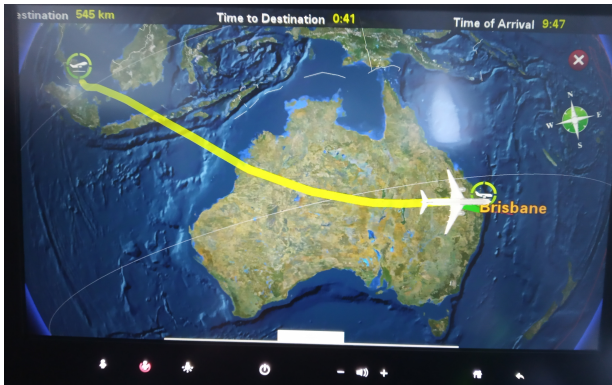 estination 545 km
Time to Destination 0:41
Time of Arrival 9:47
N
W E
S
Brisbane